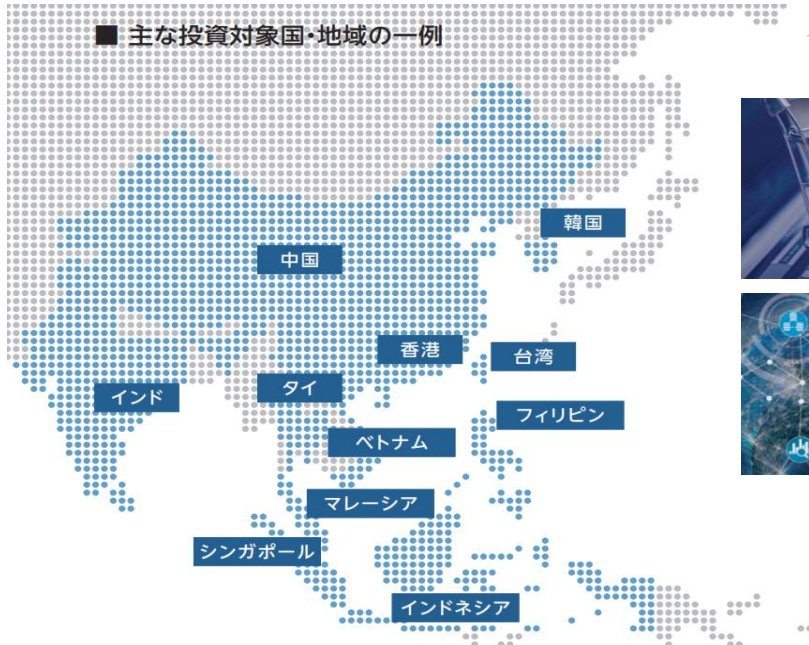 ■ 主な投資対象国・地域の一例
韓国
中国
香港
台湾
タイ
インド
フィリピン
ベトナム
マレーシア
シンガポール
インドネシア